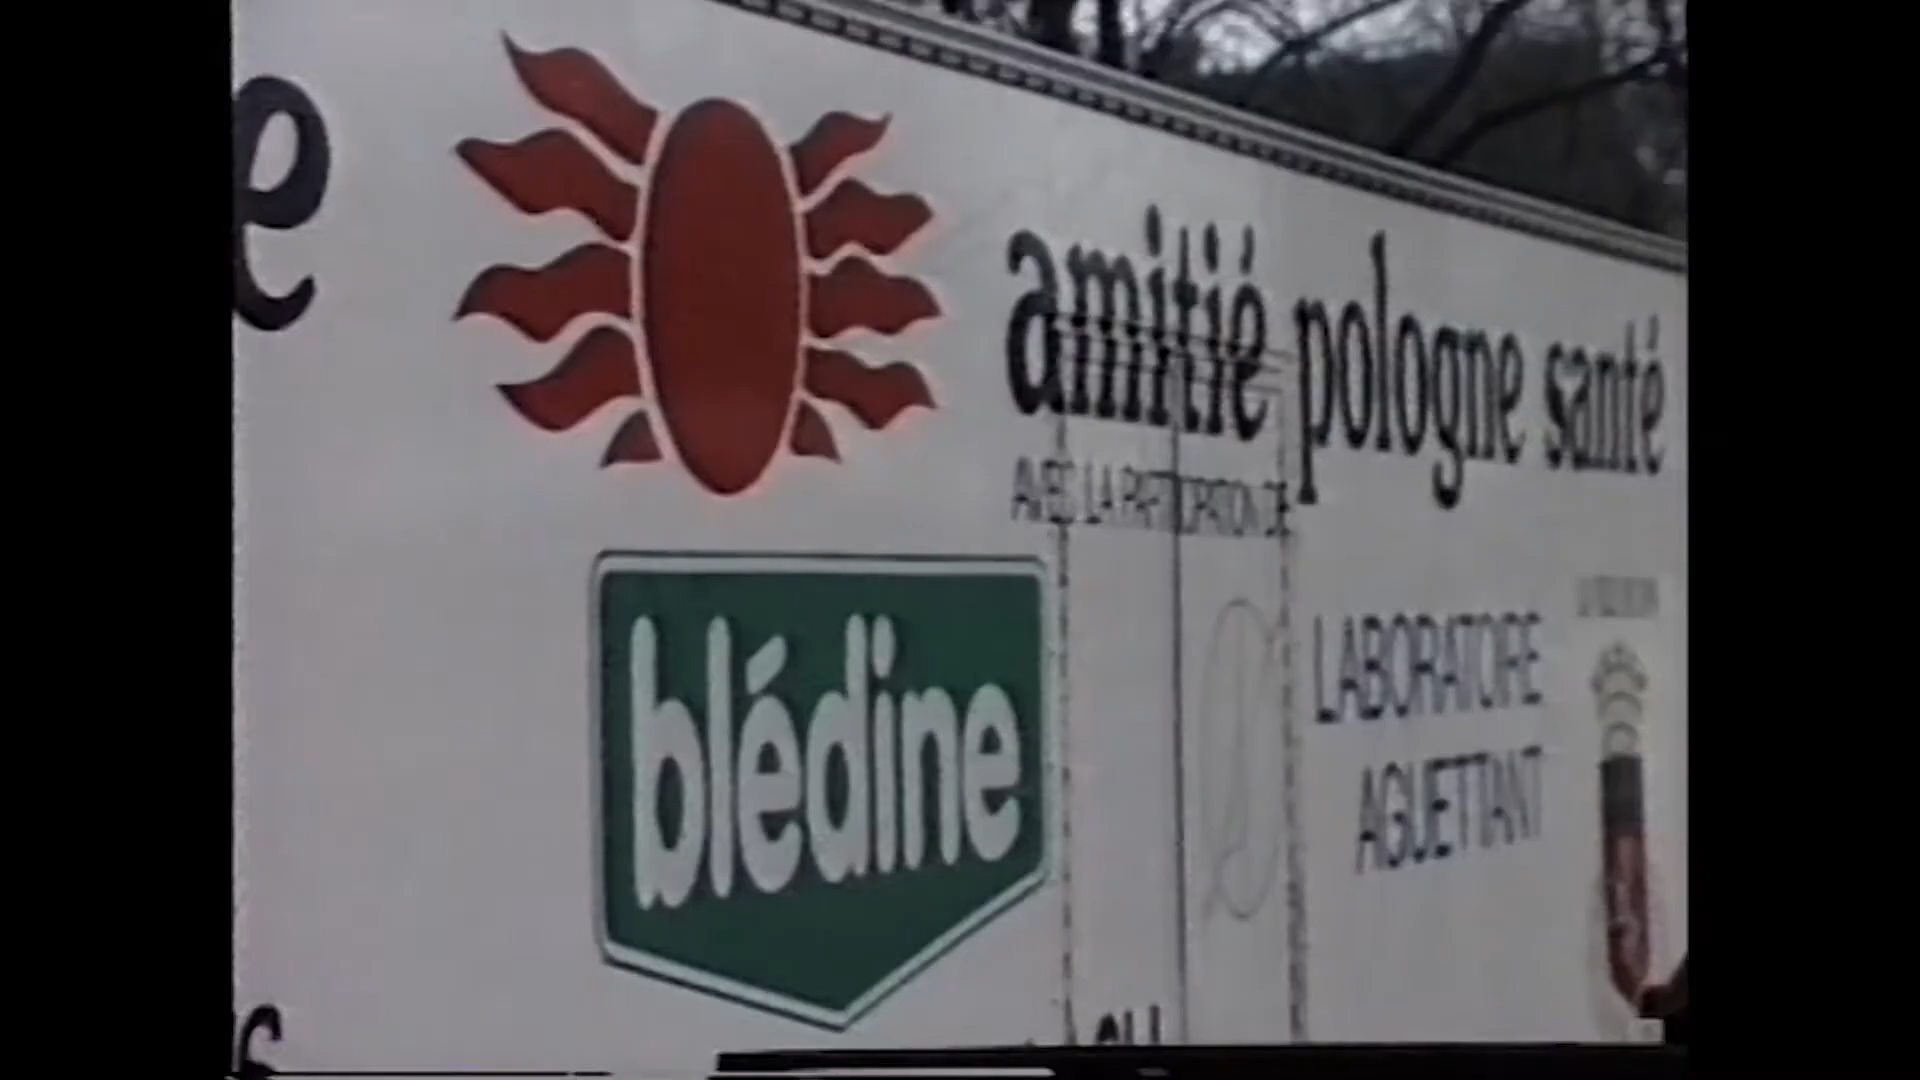 amitié pologne santé
AVEC LA PARTICIPATION DE
blédine
LABORATOIRE
AGUETTANT